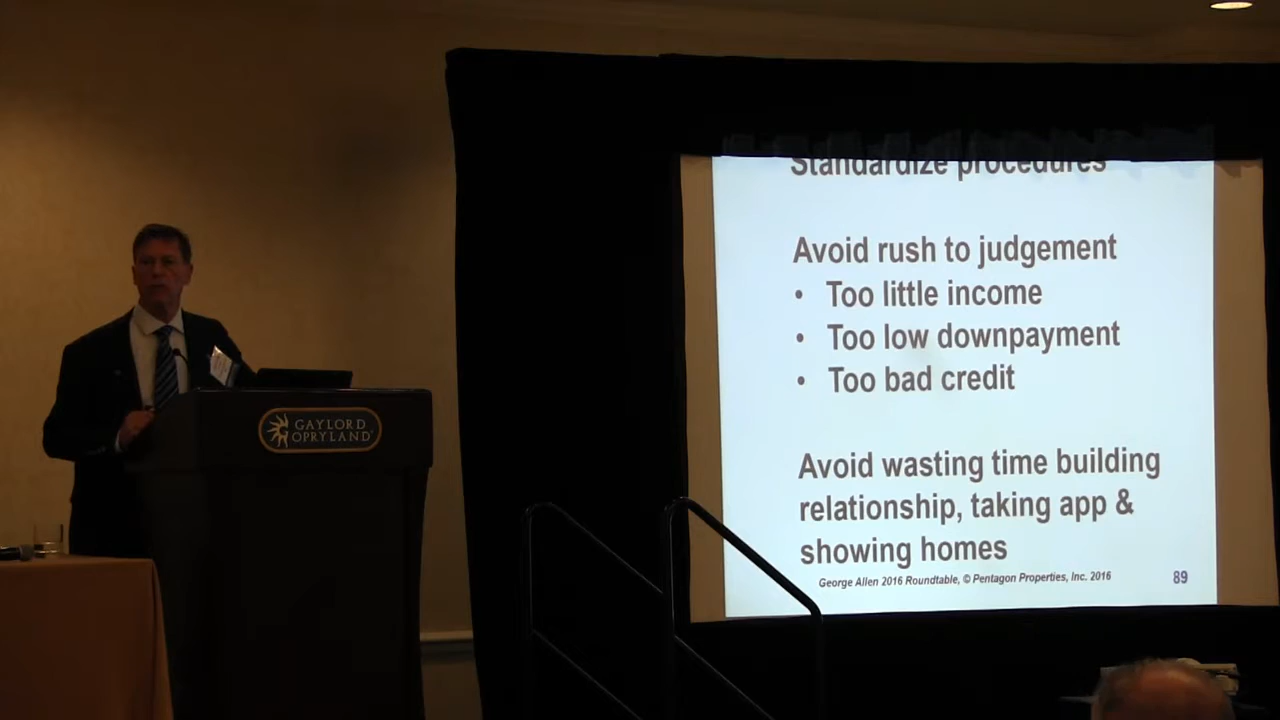 GAYLORD
OPRYLAND
Standardize procedures
Avoid rush to judgement
• Too little income
• Too low downpayment
• Too bad credit
Avoid wasting time building
relationship, taking app &
showing homes
George Allen 2016 Roundtable, © Pentagon Properties, Inc. 2016
89